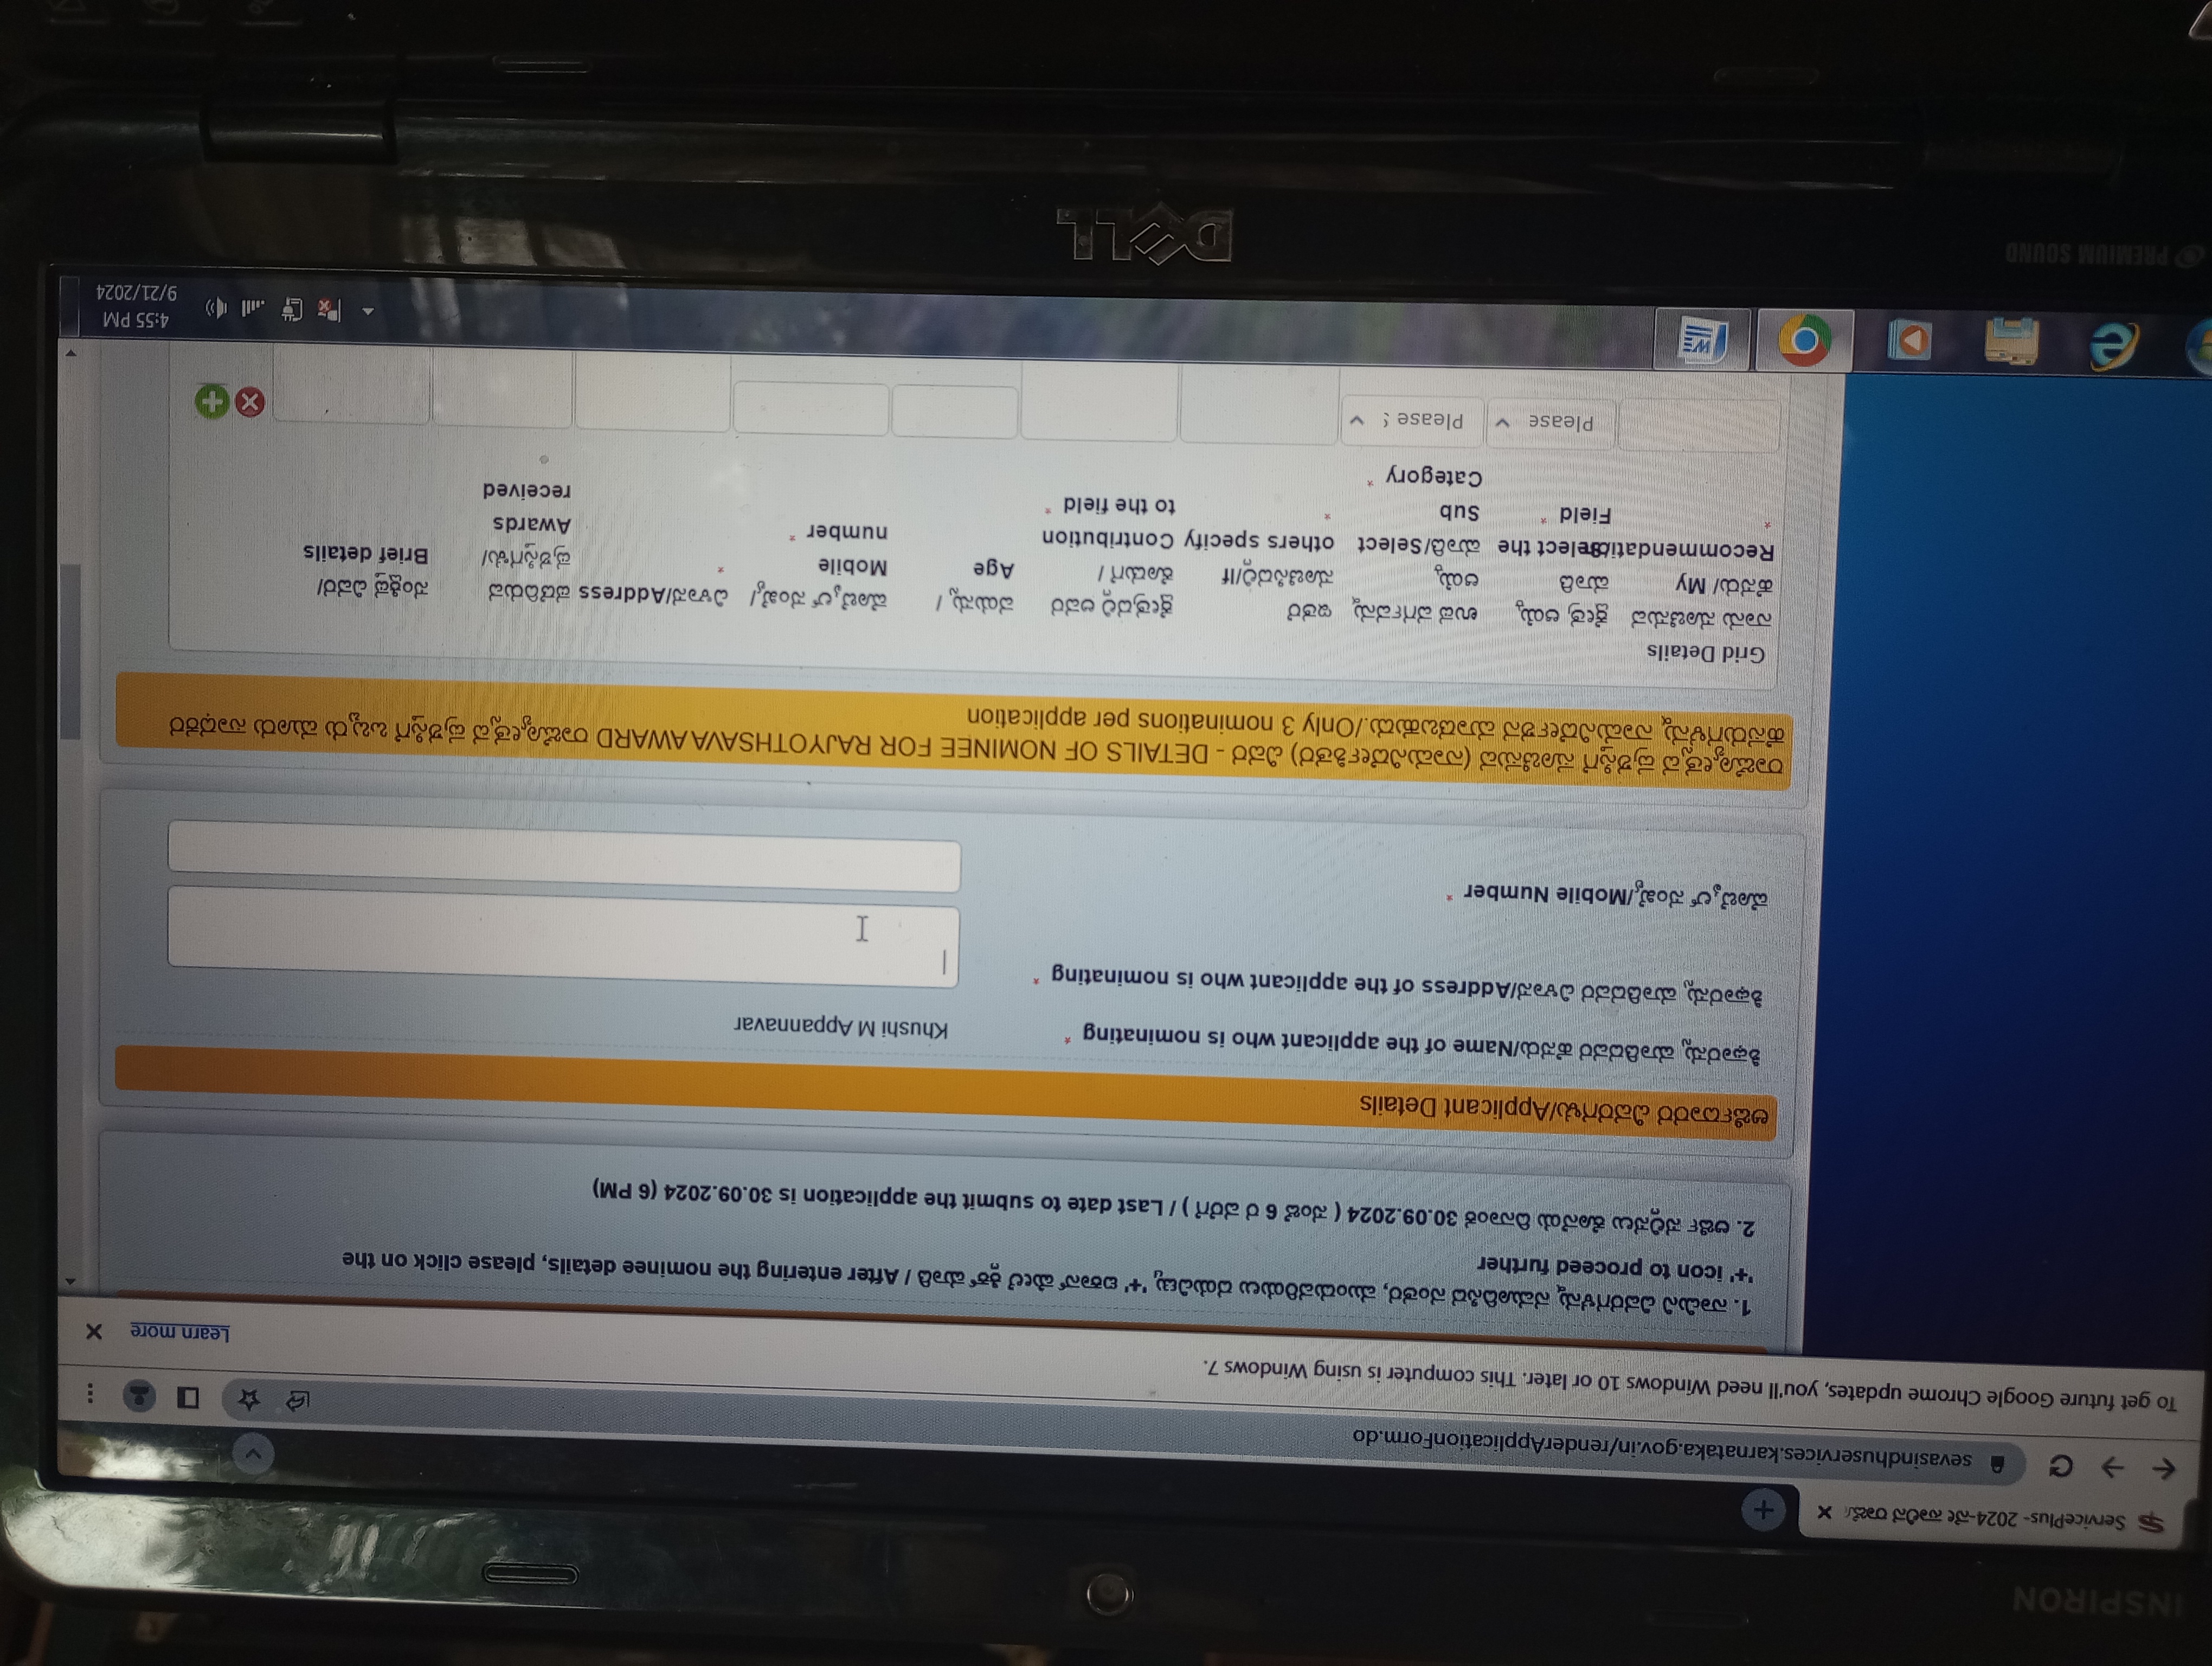 INSPIRON
ServicePlus- 2024-ನೇ ಸಾಲಿನ ರಾಜ್ಯೋ
sevasindhuservices.karnataka.gov.in/renderApplicationForm.do
To get future Google Chrome updates, you'll need Windows 10 or later. This computer is using Windows 7.
Learn more
1. ನಾಮಿನಿ ವಿವರಗಳನ್ನು ನಮೂದಿಸಿದ ನಂತರ, ಮುಂದುವರಿಯಲು ದಯವಿಟ್ಟು '+' ಐಕಾನ್ ಮೇಲೆ ಕ್ಲಿಕ್ ಮಾಡಿ / After entering the nominee details, please click on the
'+' icon to proceed further
2. ಅರ್ಜಿ ಸಲ್ಲಿಸಲು ಕೊನೆಯ ದಿನಾಂಕ 30.09.2024 ( ಸಂಜೆ 6 ರ ವರೆಗೆ ) / Last date to submit the application is 30.09.2024 (6 PM)
ಅರ್ಜಿದಾರರ ವಿವರಗಳು/Applicant Details
ಶಿಫಾರಸ್ಸು ಮಾಡಿದವರ ಹೆಸರು/Name of the applicant who is nominating *
Khushi M Appannavar
ಶಿಫಾರಸ್ಸು ಮಾಡಿದವರ ವಿಳಾಸ/Address of the applicant who is nominating *
ಮೊಬೈಲ್ ಸಂಖ್ಯೆ/Mobile Number *
ರಾಜ್ಯೋತ್ಸವ ಪ್ರಶಸ್ತಿಗೆ ಸೂಚಿಸುವ (ನಾಮನಿರ್ದೇಶಿತರ) ವಿವರ - DETAILS OF NOMINEE FOR RAJYOTHSAVA AWARD ರಾಜ್ಯೋತ್ಸವ ಪ್ರಶಸ್ತಿಗೆ ಒಬ್ಬರು ಮೂರು ಸಾಧಕರ
ಹೆಸರುಗಳನ್ನು ನಾಮನಿರ್ದೇಶನ ಮಾಡಬಹುದು./Only 3 nominations per application
Grid Details
ನಾನು ಸೂಚಿಸುವ
ಹೆಸರು/ My
Recommendation
*
ಕ್ಷೇತ್ರ ಆಯ್ಕೆ
ಮಾಡಿ
/Select the
Field *
ಉಪ ವರ್ಗವನ್ನು
ಆಯ್ಕೆ
ಮಾಡಿ/Select
Sub
Category *
ಇತರೆ
ಸೂಚಿಸಿದಲ್ಲಿ/If
others specify
*
ಕ್ಷೇತ್ರದಲ್ಲಿ ಅವರ
ಕೊಡುಗೆ /
Contribution
to the field *
ವಯಸ್ಸು /
Age
ಮೊಬೈಲ್ ಸಂಖ್ಯೆ/
Mobile
number *
ವಿಳಾಸ/Address
*
ಪಡೆದಿರುವ
ಪ್ರಶಸ್ತಿಗಳು/
Awards
received
ಸಂಕ್ಷಿಪ್ತ ವಿವರ/
Brief details
Please
Please S
4:55 PM
9/21/2024
PREMIUM SOUND
DELL